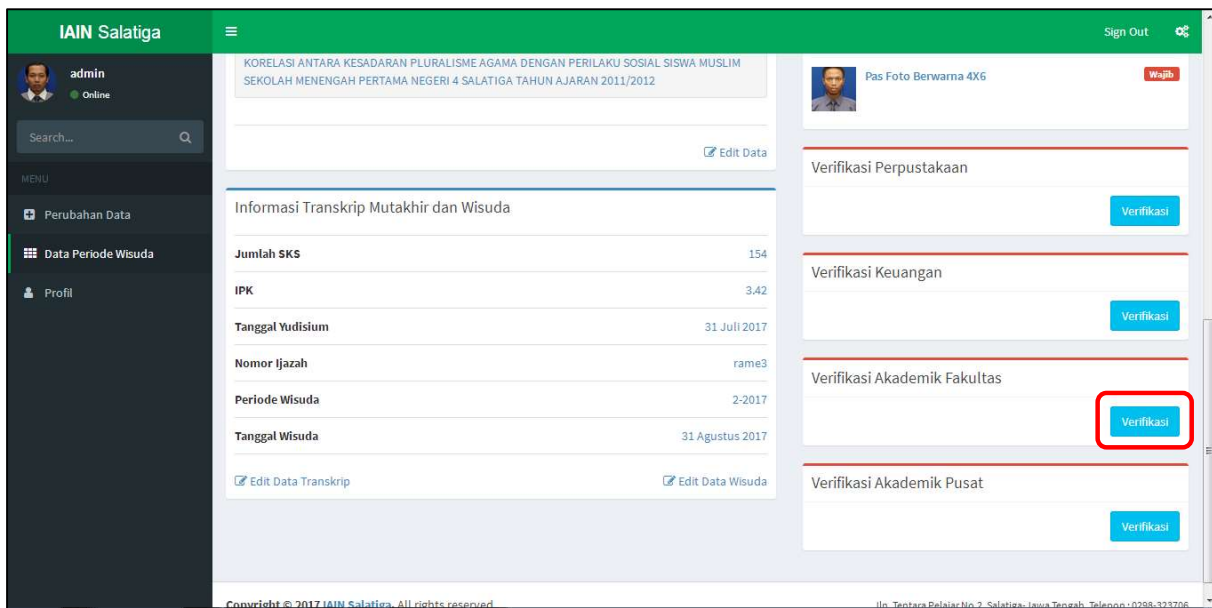 IAIN Salatiga
Sign Out
admin
Online
Search...
MENU
Perubahan Data
Data Periode Wisuda
Profil
KORELASI ANTARA KESADARAN PLURALISME AGAMA DENGAN PERILAKU SOSIAL SISWA MUSLIM
SEKOLAH MENENGAH PERTAMA NEGERI 4 SALATIGA TAHUN AJARAN 2011/2012
Edit Data
Informasi Transkrip Mutakhir dan Wisuda
Jumlah SKS 154
IPK 3.42
Tanggal Yudisium 31 Juli 2017
Nomor Ijazah rame3
Periode Wisuda 2-2017
Tanggal Wisuda 31 Agustus 2017
Edit Data Transkrip Edit Data Wisuda
Pas Foto Berwarna 4X6 Wajib
Verifikasi Perpustakaan
Verifikasi
Verifikasi Keuangan
Verifikasi
Verifikasi Akademik Fakultas
Verifikasi
Verifikasi Akademik Pusat
Verifikasi
Copyright © 2017 IAIN Salatiga. All rights reserved.
Jln. Tentara Pelajar No 2, Salatiga- Jawa Tengah, Telepon : 0298-323706